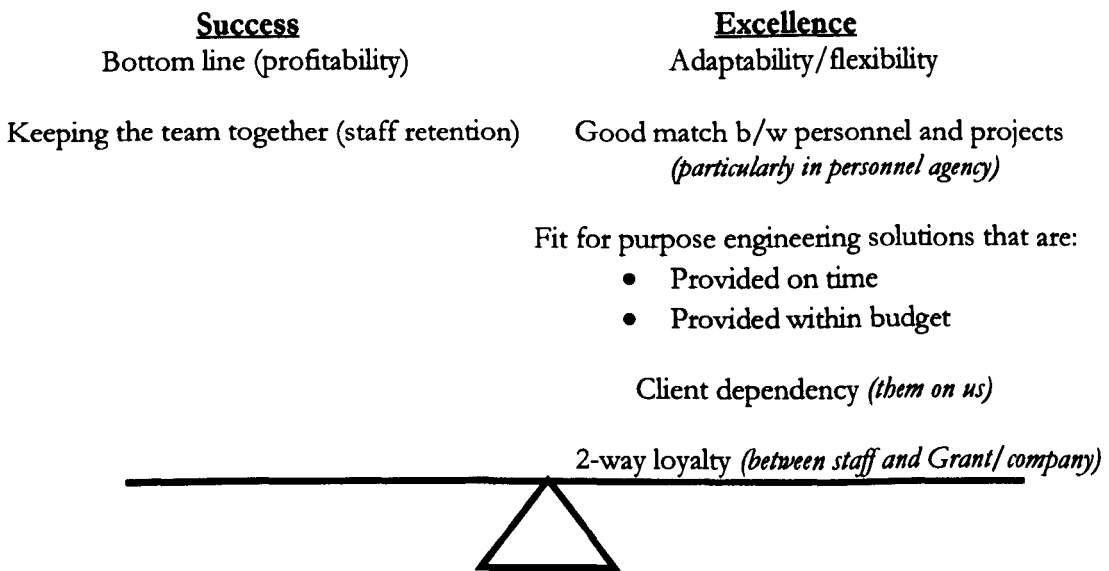 Success
Bottom line (profitability)
Keeping the team together (staff retention)
Excellence
Adaptability/flexibility
Good match b/w personnel and projects
(particularly in personnel agency)
Fit for purpose engineering solutions that are:
• Provided on time
• Provided within budget
Client dependency (them on us)
2-way loyalty (between staff and Grant/company)